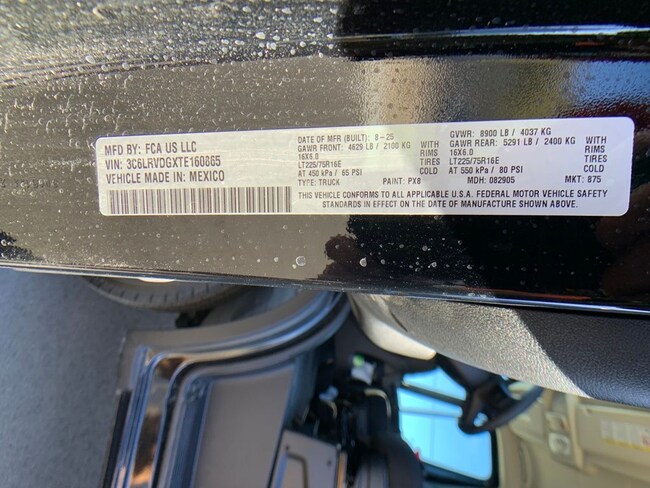 MFD BY: FCA US LLC
VIN: 3C6LRVDGXTE160865
VEHICLE MADE IN: MEXICO
DATE OF MFR (BUILT): 8-25
GAWR FRONT: 4629 LB / 2100 KG WITH
16X6.0 RIMS
LT225/75R16E TIRES
AT 450 kPa / 65 PSI COLD
TYPE: TRUCK PAINT: PX8
GVWR: 8900 LB / 4037 KG
GAWR REAR: 5291 LB / 2400 KG WITH
16X6.0 RIMS
LT225/75R16E TIRES
AT 550 kPa / 80 PSI COLD
MDH: 082905 MKT: 875
THIS VEHICLE CONFORMS TO ALL APPLICABLE U.S.A. FEDERAL MOTOR VEHICLE SAFETY
STANDARDS IN EFFECT ON THE DATE OF MANUFACTURE SHOWN ABOVE.